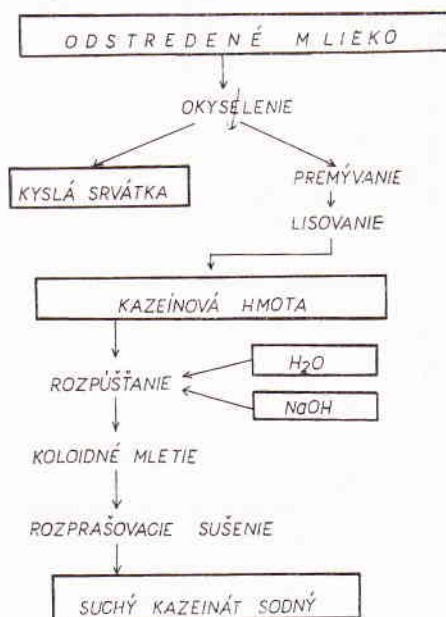 ODSTREDENÉ MLIEKO
OKYSELENIE
KYSLÁ SRVÁTKA
PREMÝVANIE
LISOVANIE
KAZEÍNOVÁ HMOTA
ROZPÚŠŤANIE
H₂O
NaOH
KOLOIDNÉ MLETIE
ROZPRAŠOVACIE SUŠENIE
SUCHÝ KAZEINÁT SODNÝ